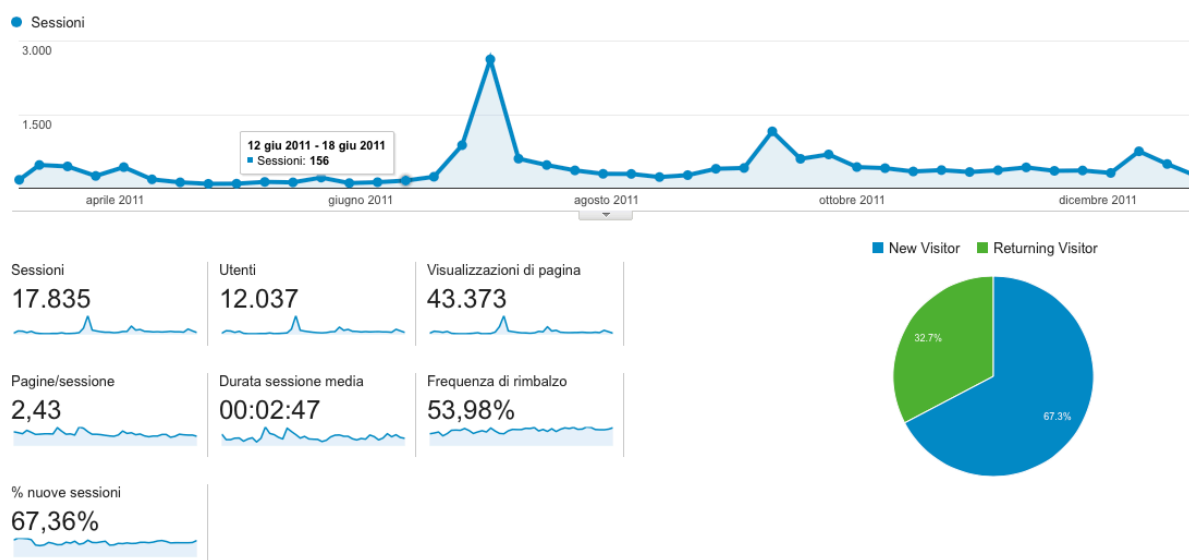 Sessioni
3.000
1.500
12 giu 2011 - 18 giu 2011
Sessioni: 156
aprile 2011 giugno 2011 agosto 2011 ottobre 2011 dicembre 2011
New Visitor Returning Visitor
Sessioni Utenti Visualizzazioni di pagina
17.835 12.037 43.373
32.7%
67.3%
Pagine/sessione Durata sessione media Frequenza di rimbalzo
2,43 00:02:47 53,98%
% nuove sessioni
67,36%